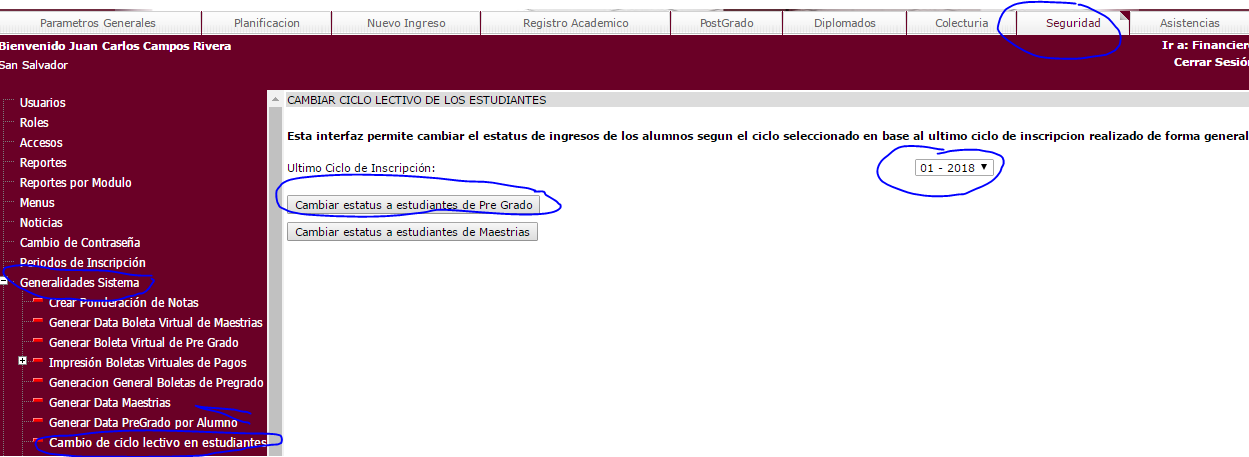 Parametros Generales Planificacion Nuevo Ingreso Registro Academico PostGrado Diplomados Colecturia Seguridad Asistencias
Bienvenido Juan Carlos Campos Rivera
San Salvador
Ir a: Financiero
Cerrar Sesión
Usuarios
Roles
Accesos
Reportes
Reportes por Modulo
Menus
Noticias
Cambio de Contraseña
Periodos de Inscripción
Generalidades Sistema
Crear Ponderación de Notas
Generar Data Boleta Virtual de Maestrias
Generar Boleta Virtual de Pre Grado
Impresión Boletas Virtuales de Pagos
Generacion General Boletas de Pregrado
Generar Data Maestrias
Generar Data PreGrado por Alumno
Cambio de ciclo lectivo en estudiantes
CAMBIAR CICLO LECTIVO DE LOS ESTUDIANTES
Esta interfaz permite cambiar el estatus de ingresos de los alumnos segun el ciclo seleccionado en base al ultimo ciclo de inscripcion realizado de forma general
Ultimo Ciclo de Inscripción: 01 - 2018
Cambiar estatus a estudiantes de Pre Grado
Cambiar estatus a estudiantes de Maestrias